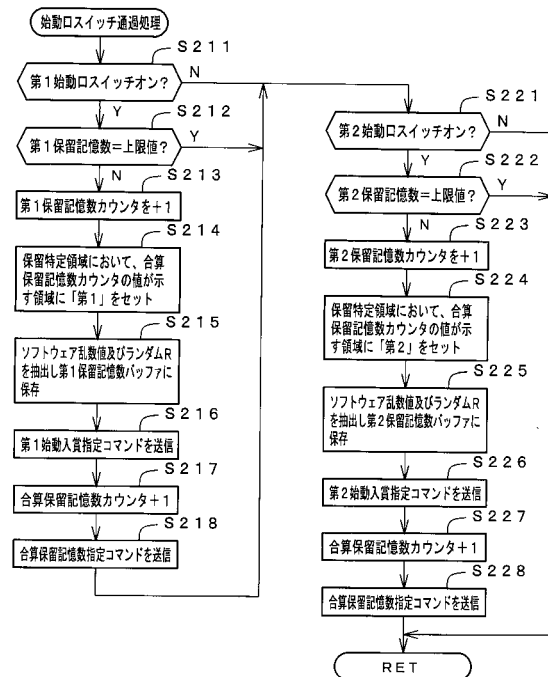 始動口スイッチ通過処理
S211
第1始動口スイッチオン?
N
Y
S212
第1保留記憶数=上限値?
Y
N
S213
第1保留記憶数カウンタを+1
S214
保留特定領域において、合算
保留記憶数カウンタの値が示
す領域に「第1」をセット
S215
ソフトウェア乱数値及びランダムR
を抽出し第1保留記憶数バッファに
保存
S216
第1始動入賞指定コマンドを送信
S217
合算保留記憶数カウンタ+1
S218
合算保留記憶数指定コマンドを送信
S221
第2始動口スイッチオン?
N
Y
S222
第2保留記憶数=上限値?
Y
N
S223
第2保留記憶数カウンタを+1
S224
保留特定領域において、合算
保留記憶数カウンタの値が示
す領域に「第2」をセット
S225
ソフトウェア乱数値及びランダムR
を抽出し第2保留記憶数バッファに
保存
S226
第2始動入賞指定コマンドを送信
S227
合算保留記憶数カウンタ+1
S228
合算保留記憶数指定コマンドを送信
RET